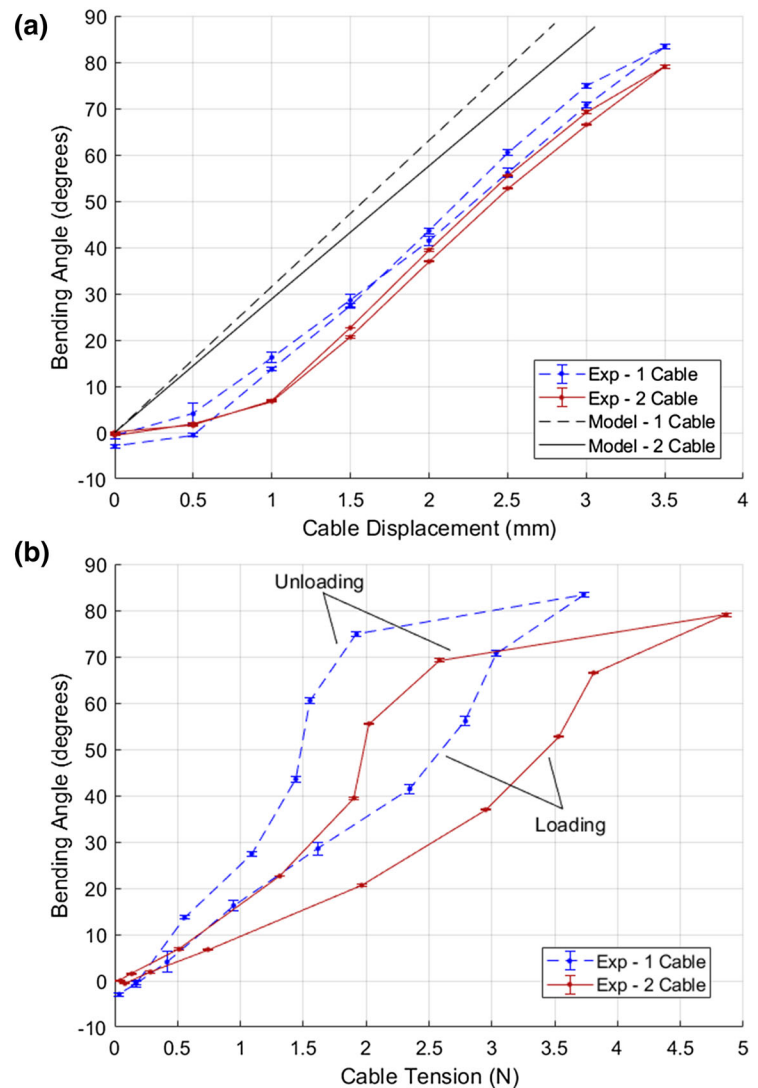 (a)
90
80
70
60
50
40
30
20
10
0
-10
Bending Angle (degrees)
Exp - 1 Cable
Exp - 2 Cable
Model - 1 Cable
Model - 2 Cable
0 0.5 1 1.5 2 2.5 3 3.5 4
Cable Displacement (mm)
(b)
90
80
70
60
50
40
30
20
10
0
-10
Bending Angle (degrees)
Unloading
Loading
Exp - 1 Cable
Exp - 2 Cable
0 0.5 1 1.5 2 2.5 3 3.5 4 4.5 5
Cable Tension (N)